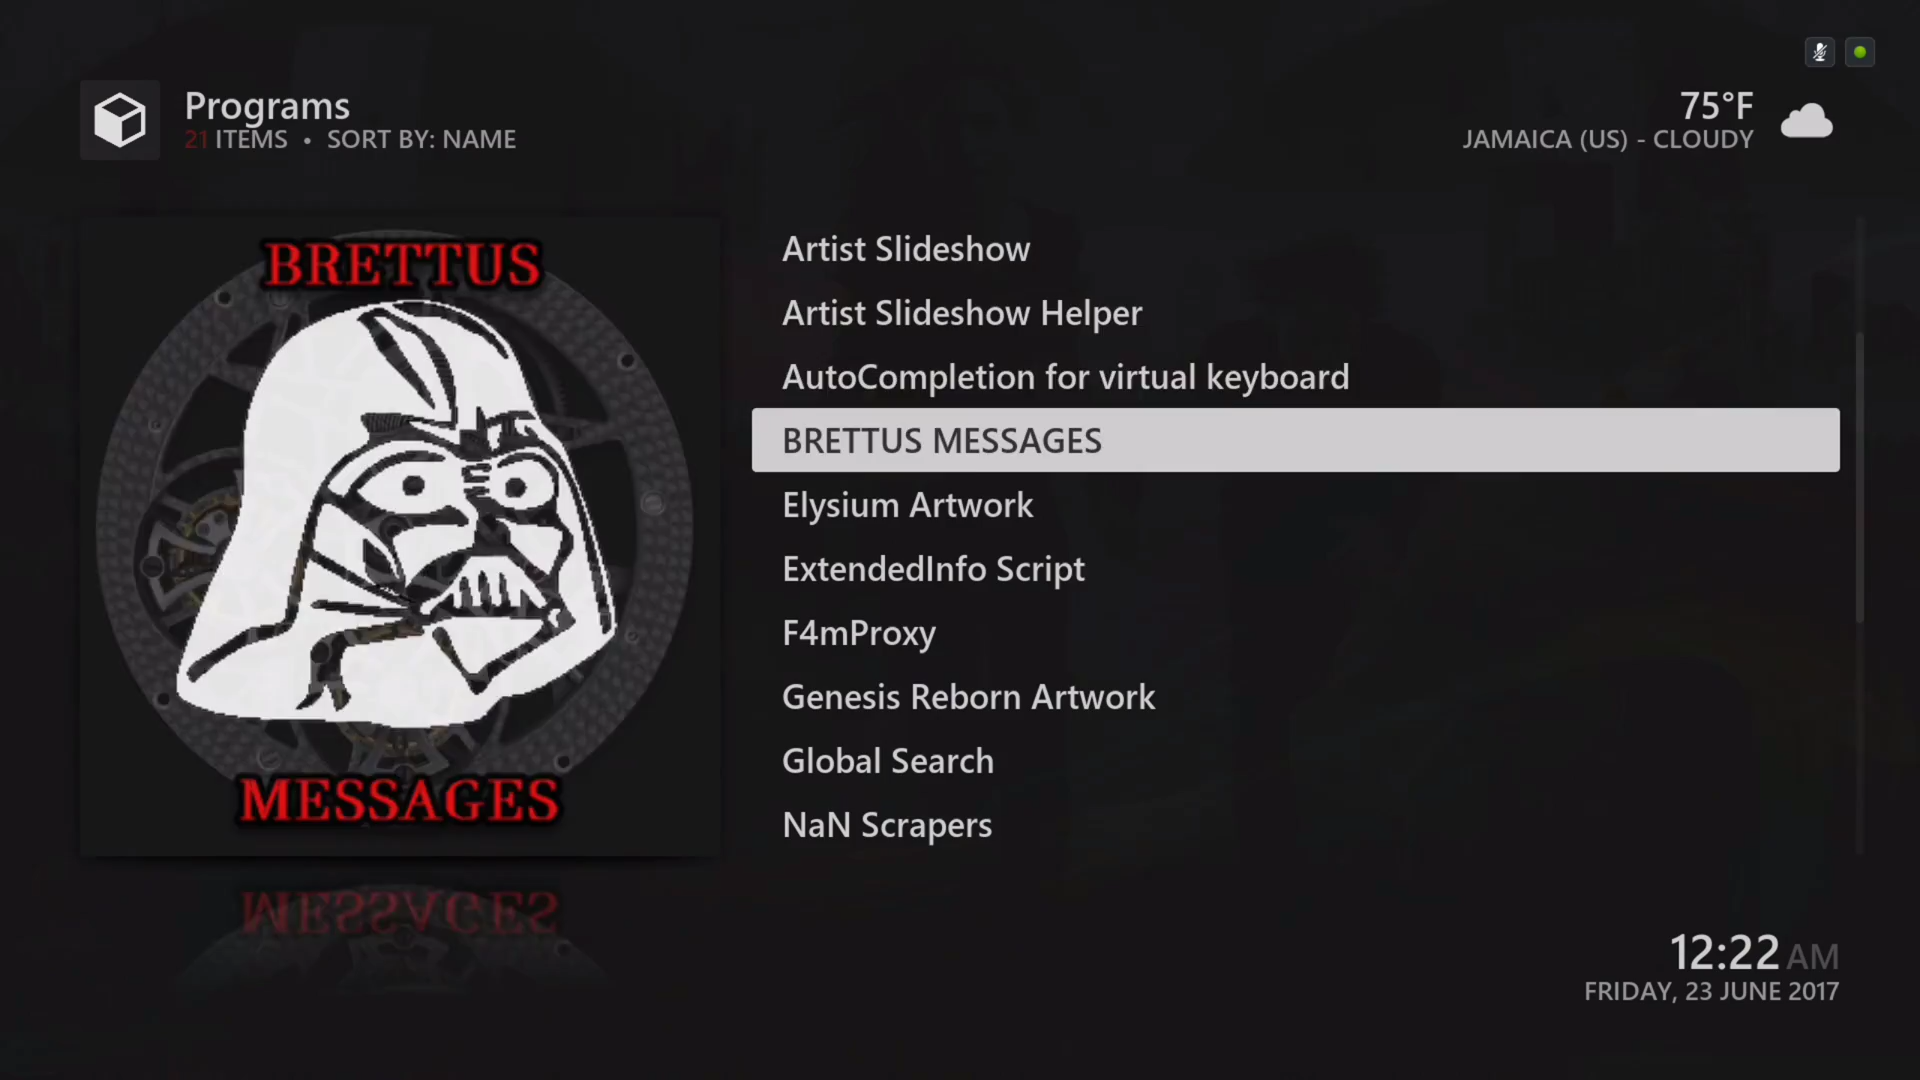 Programs
21 ITEMS • SORT BY: NAME
75°F
JAMAICA (US) - CLOUDY
BRETTUS
MESSAGES
MESSAGES
Artist Slideshow
Artist Slideshow Helper
AutoCompletion for virtual keyboard
BRETTUS MESSAGES
Elysium Artwork
ExtendedInfo Script
F4mProxy
Genesis Reborn Artwork
Global Search
NaN Scrapers
12:22 AM
FRIDAY, 23 JUNE 2017